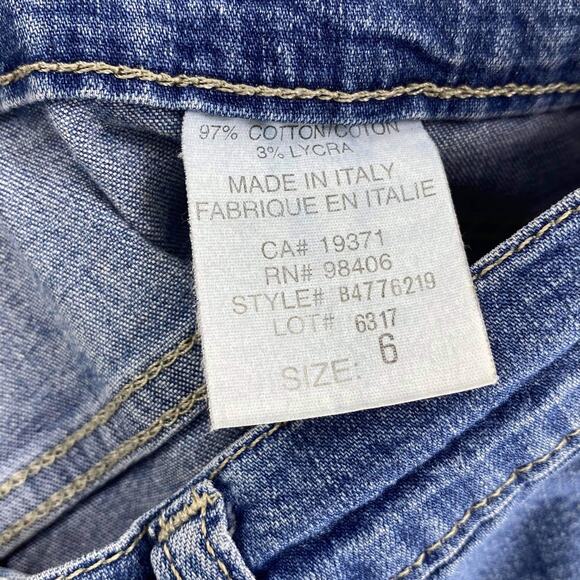 97% COTTON/COTON
3% LYCRA
MADE IN ITALY
FABRIQUE EN ITALIE
CA# 19371
RN# 98406
STYLE# B4776219
LOT# 6317
SIZE: 6